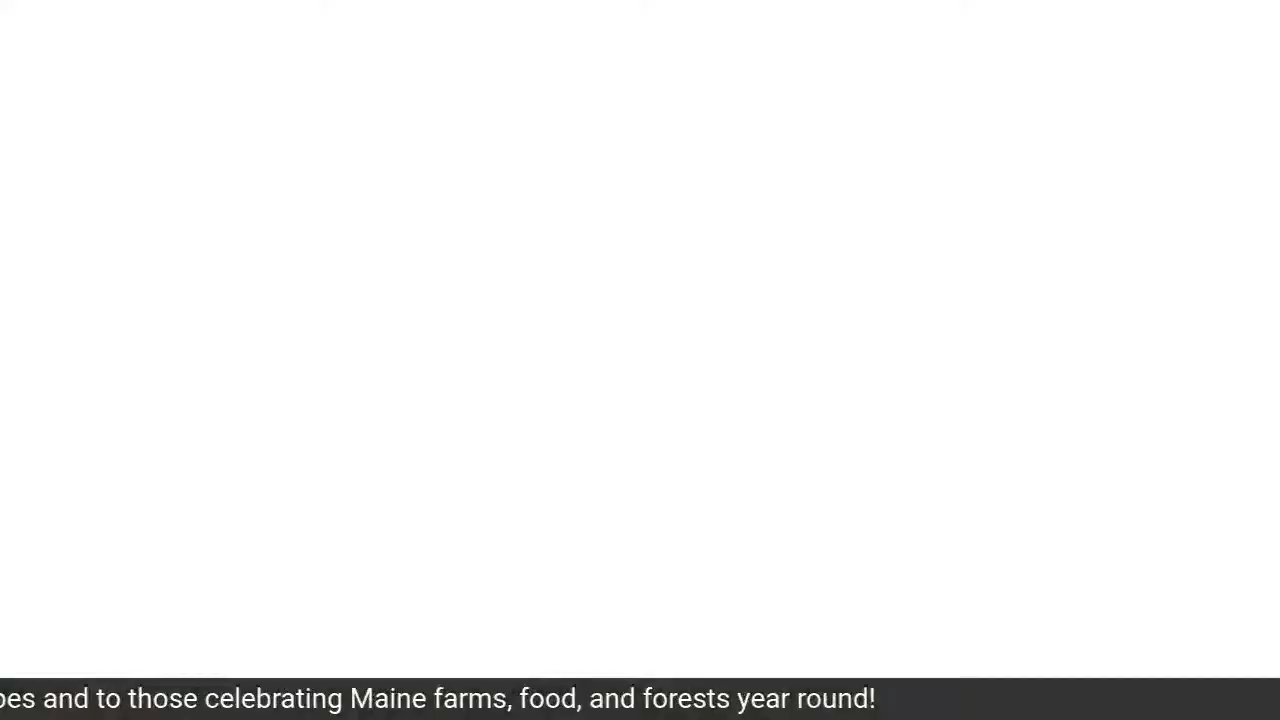 and to those celebrating Maine farms, food, and forests year round!